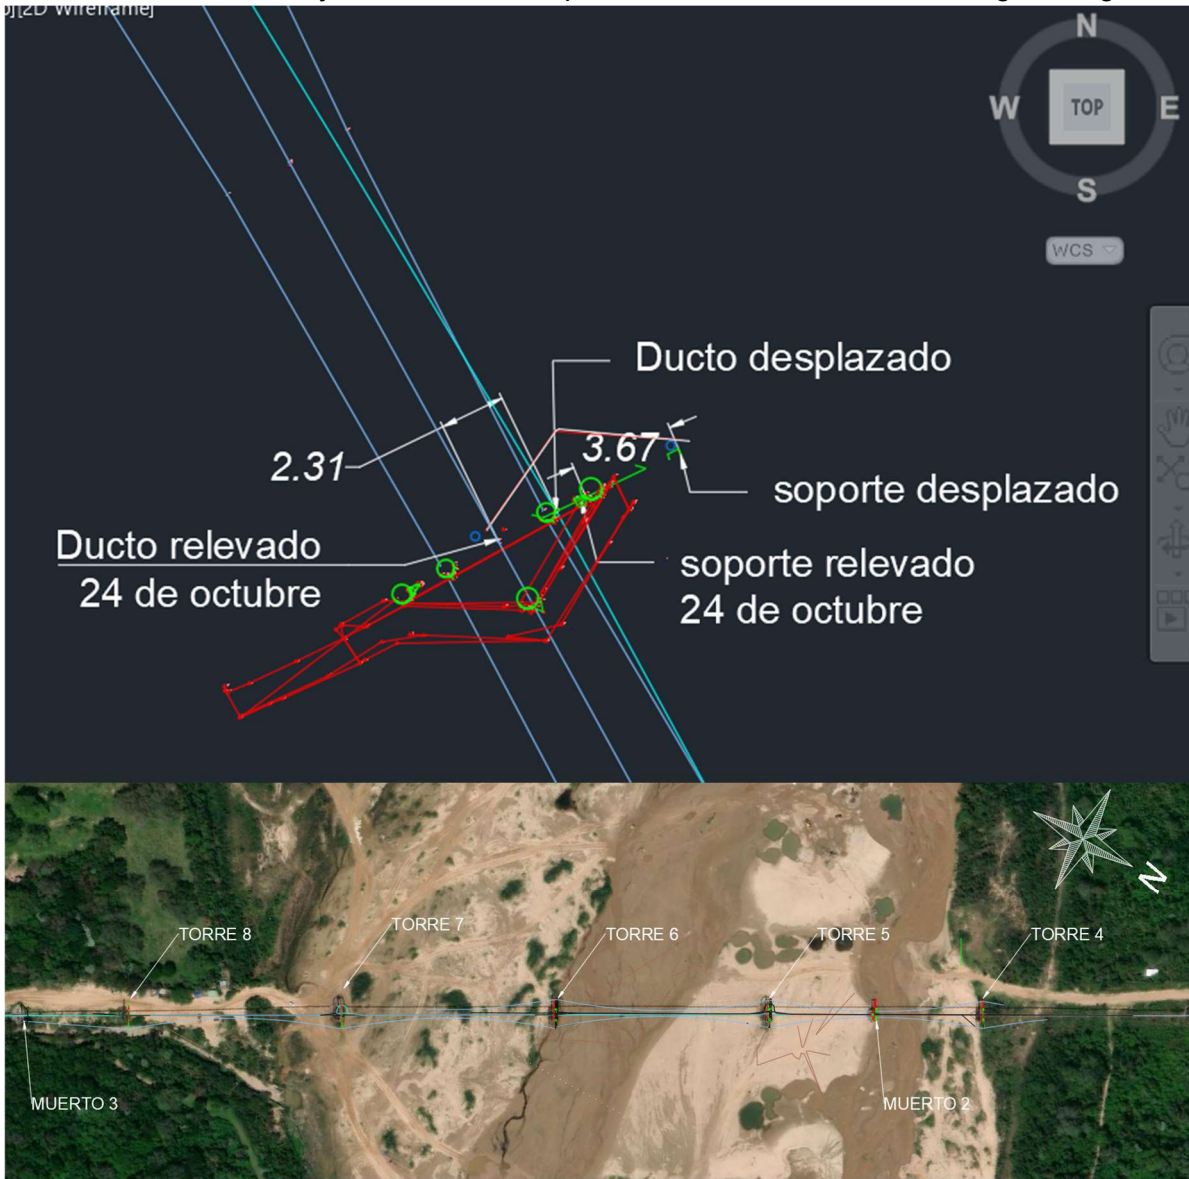 [2D Wireframe]
N
W
TOP
E
S
WCS
Ducto desplazado
2.31
3.67
soporte desplazado
Ducto relevado
24 de octubre
soporte relevado
24 de octubre
N
TORRE 8
TORRE 7
TORRE 6
TORRE 5
TORRE 4
MUERTO 3
MUERTO 2